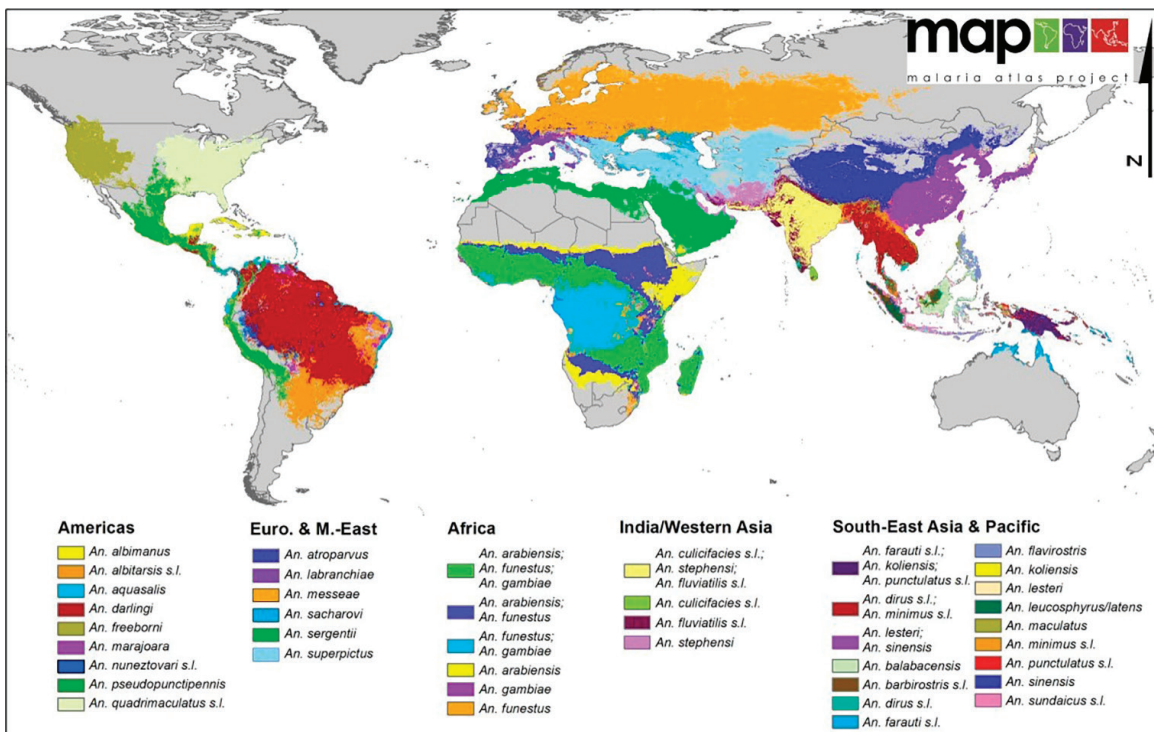 map
malaria atlas project
N
Americas
An. albimanus
An. albitarsis s.l.
An. aquasalis
An. darlingi
An. freeborni
An. marajoara
An. nuneztovari s.l.
An. pseudopunctipennis
An. quadrimaculatus s.l.
Euro. & M.-East
An. atroparvus
An. labranchiae
An. messeae
An. sacharovi
An. sergentii
An. superpictus
Africa
An. arabiensis;
An. funestus;
An. gambiae
An. arabiensis;
An. funestus
An. funestus;
An. gambiae
An. arabiensis
An. gambiae
An. funestus
India/Western Asia
An. culicifacies s.l.;
An. stephensi;
An. fluviatilis s.l.
An. culicifacies s.l.
An. fluviatilis s.l.
An. stephensi
South-East Asia & Pacific
An. farauti s.l.;
An. koliensis;
An. punctulatus s.l.
An. dirus s.l.;
An. minimus s.l.
An. lesteri;
An. sinensis
An. balabacensis
An. barbirostris s.l.
An. dirus s.l.
An. farauti s.l.
An. flavirostris
An. koliensis
An. lesteri
An. leucosphyrus/latens
An. maculatus
An. minimus s.l.
An. punctulatus s.l.
An. sinensis
An. sundaicus s.l.